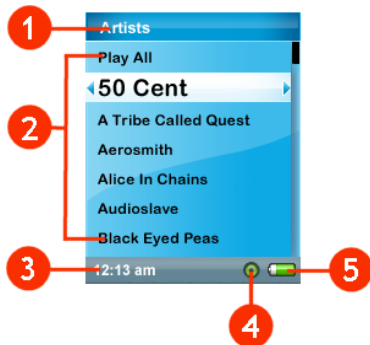 Artists
1
Play All
50 Cent
2
A Tribe Called Quest
Aerosmith
Alice In Chains
Audioslave
Black Eyed Peas
3
12:13 am
5
4